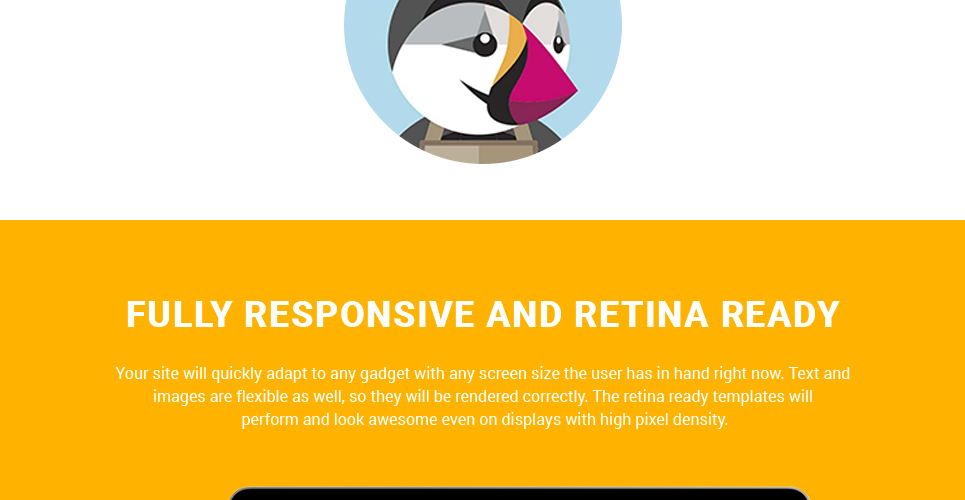 FULLY RESPONSIVE AND RETINA READY
Your site will quickly adapt to any gadget with any screen size the user has in hand right now. Text and
images are flexible as well, so they will be rendered correctly. The retina ready templates will
perform and look awesome even on displays with high pixel density.